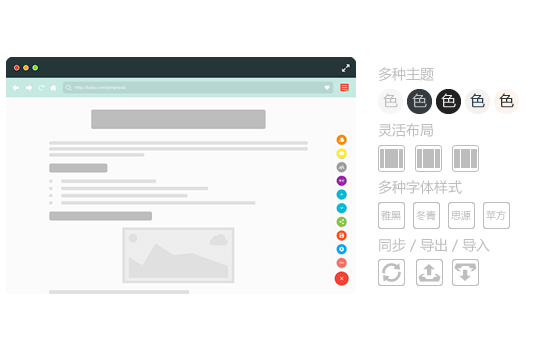 多种主题
色 色 色 色 色
灵活布局
多种字体样式
雅黑 冬青 思源 苹方
同步 / 导出 / 导入